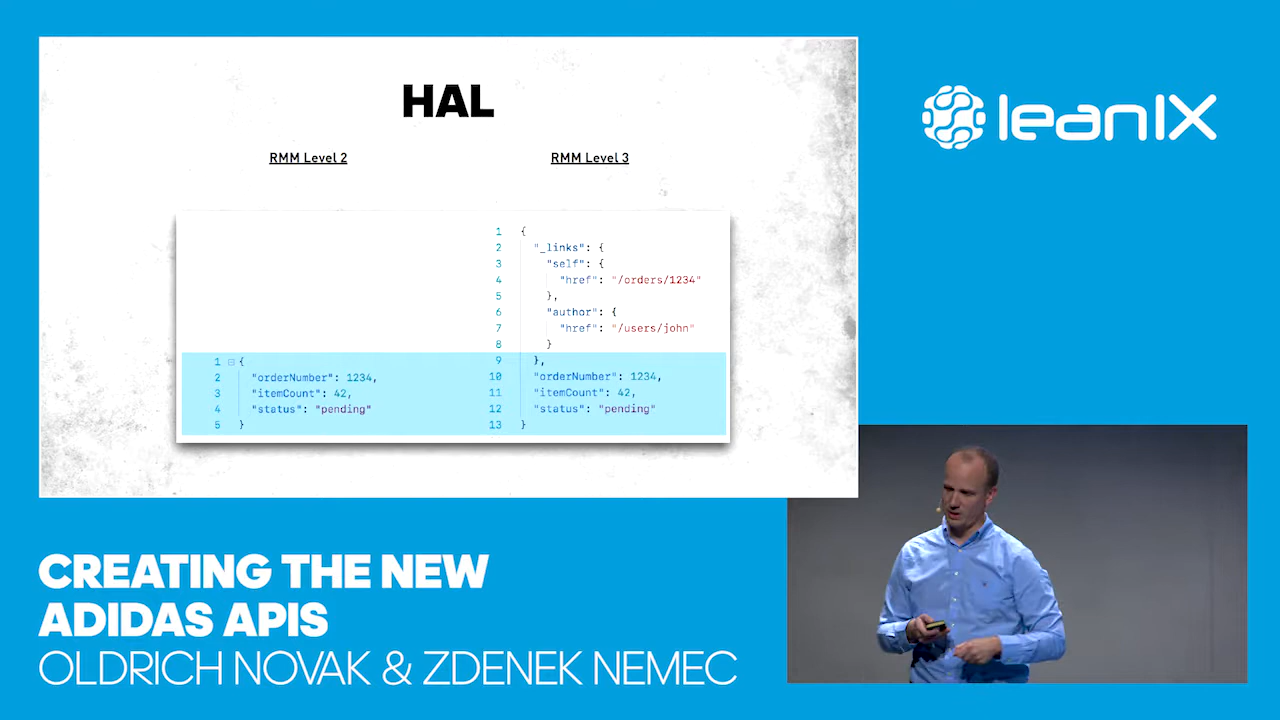 HAL
RMM Level 2
RMM Level 3
1 {
2 "orderNumber": 1234,
3 "itemCount": 42,
4 "status": "pending"
5 }
1 {
2 "_links": {
3 "self": {
4 "href": "/orders/1234"
5 },
6 "author": {
7 "href": "/users/john"
8 }
9 },
10 "orderNumber": 1234,
11 "itemCount": 42,
12 "status": "pending"
13 }
leanIX
CREATING THE NEW
ADIDAS APIS
OLDRICH NOVAK & ZDENEK NEMEC